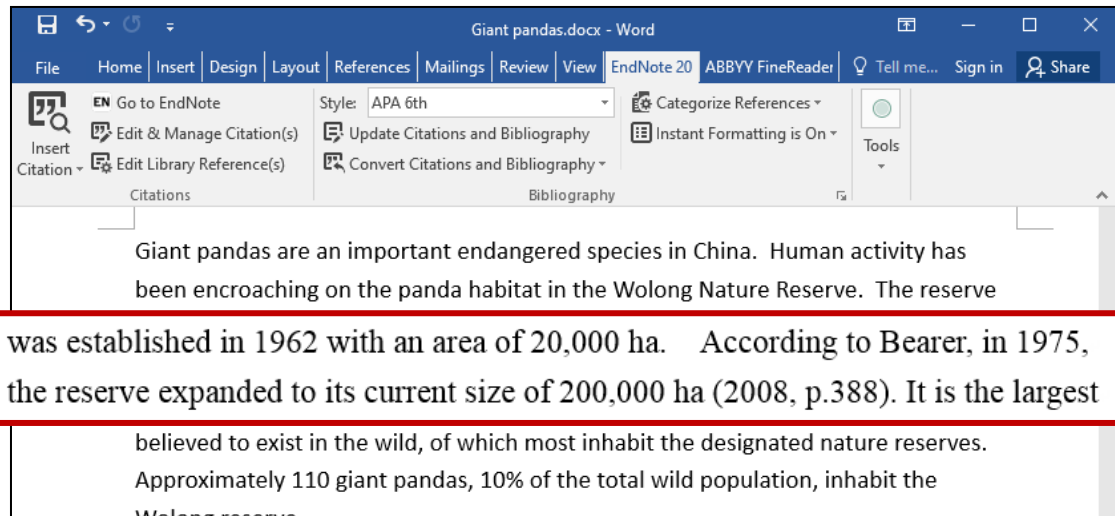 Giant pandas.docx - Word
File Home Insert Design Layout References Mailings Review View EndNote 20 ABBYY FineReader Tell me... Sign in Share
Insert Citation
EN Go to EndNote
Edit & Manage Citation(s)
Edit Library Reference(s)
Citations
Style: APA 6th
Update Citations and Bibliography
Convert Citations and Bibliography
Categorize References
Instant Formatting is On
Bibliography
Tools
Giant pandas are an important endangered species in China. Human activity has
been encroaching on the panda habitat in the Wolong Nature Reserve. The reserve
was established in 1962 with an area of 20,000 ha. According to Bearer, in 1975,
the reserve expanded to its current size of 200,000 ha (2008, p.388). It is the largest
believed to exist in the wild, of which most inhabit the designated nature reserves.
Approximately 110 giant pandas, 10% of the total wild population, inhabit the
Wolong reserve